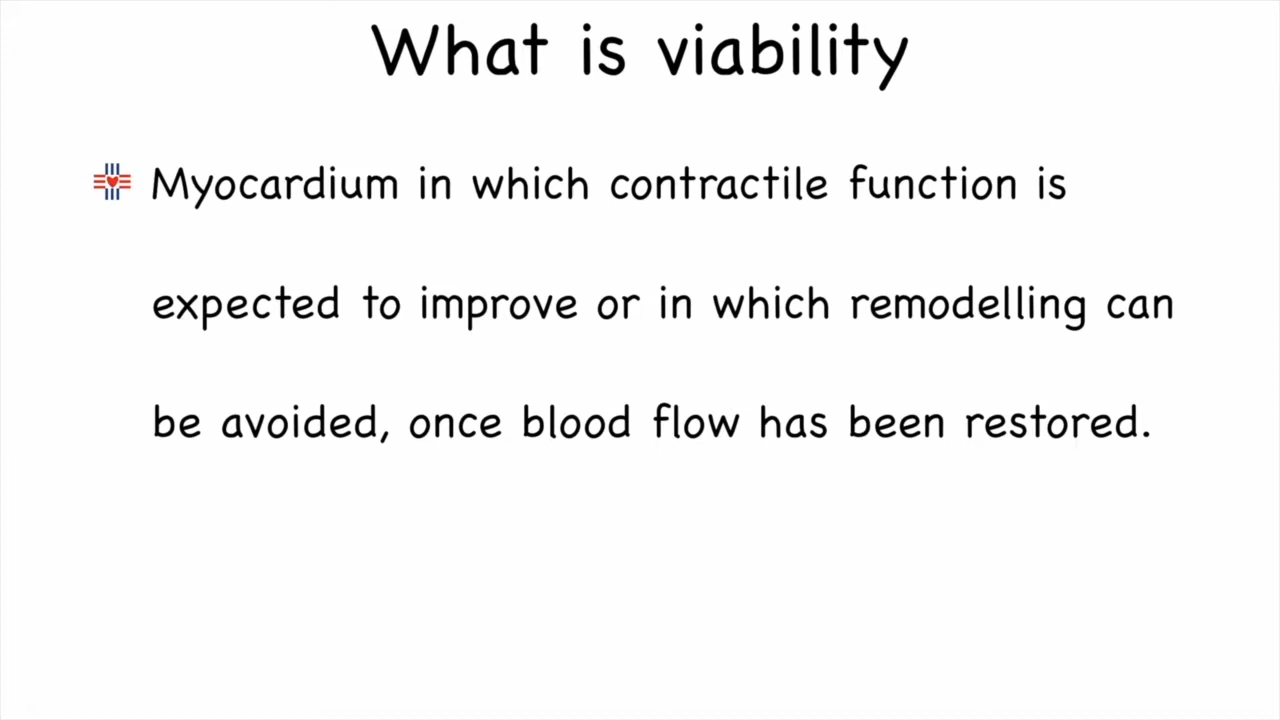 What is viability
Myocardium in which contractile function is
expected to improve or in which remodelling can
be avoided, once blood flow has been restored.